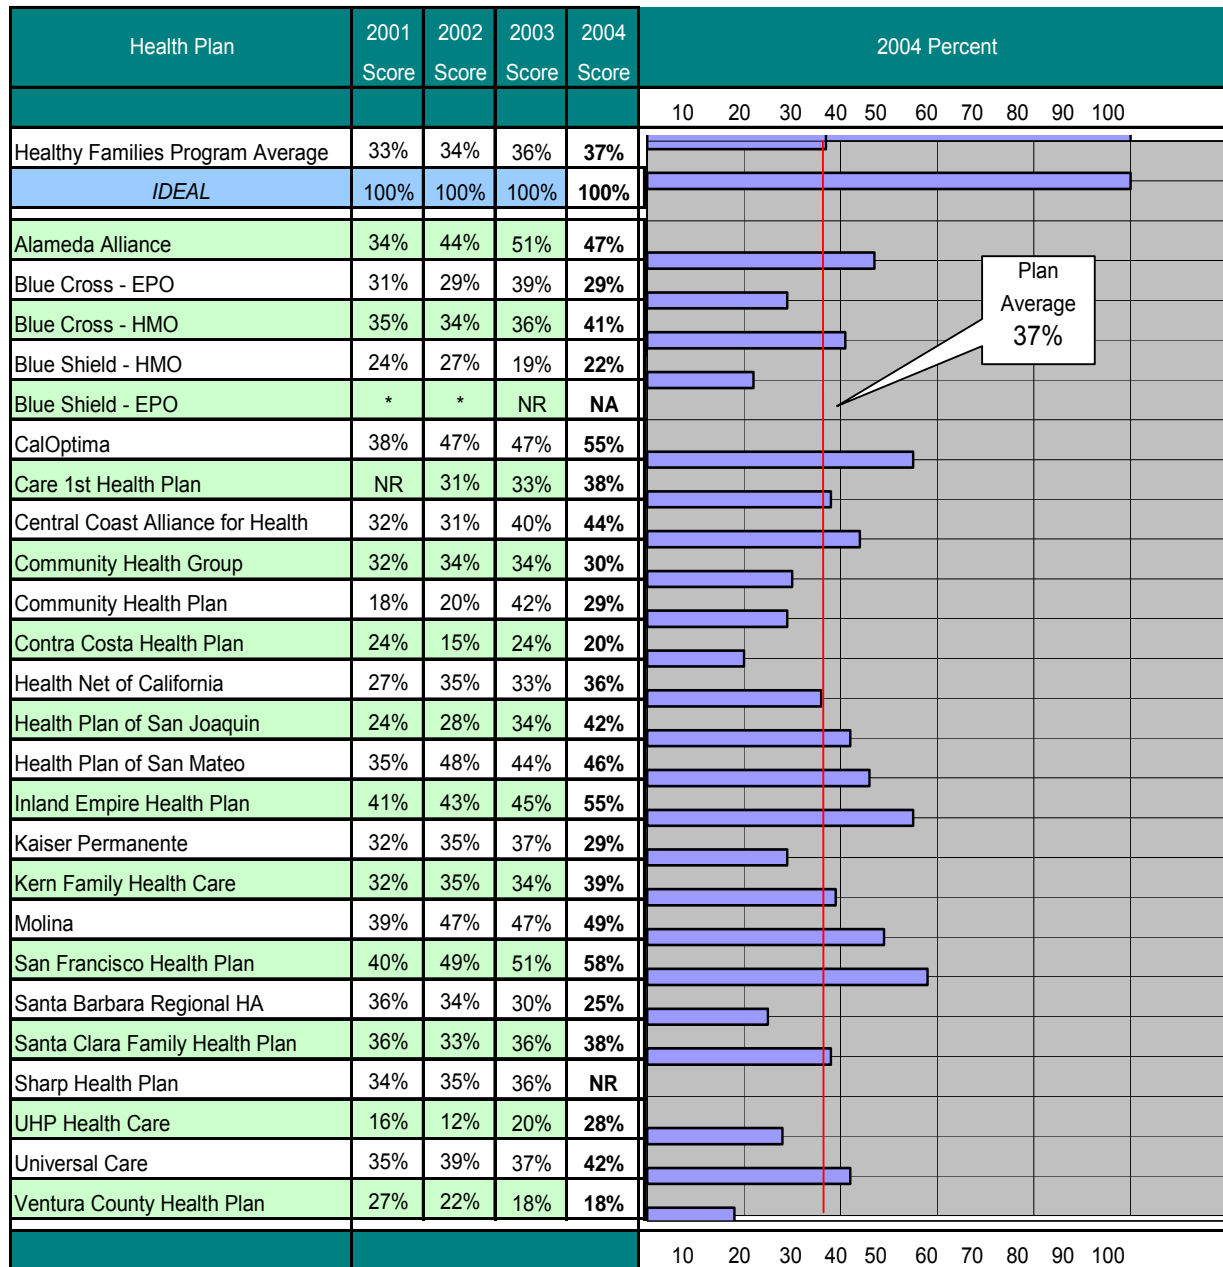 Health Plan 2001 Score 2002 Score 2003 Score 2004 Score 2004 Percent
10 20 30 40 50 60 70 80 90 100
Healthy Families Program Average 33% 34% 36% 37%
IDEAL 100% 100% 100% 100%
Alameda Alliance 34% 44% 51% 47%
Blue Cross - EPO 31% 29% 39% 29%
Blue Cross - HMO 35% 34% 36% 41%
Blue Shield - HMO 24% 27% 19% 22%
Blue Shield - EPO * * NR NA
CalOptima 38% 47% 47% 55%
Care 1st Health Plan NR 31% 33% 38%
Central Coast Alliance for Health 32% 31% 40% 44%
Community Health Group 32% 34% 34% 30%
Community Health Plan 18% 20% 42% 29%
Contra Costa Health Plan 24% 15% 24% 20%
Health Net of California 27% 35% 33% 36%
Health Plan of San Joaquin 24% 28% 34% 42%
Health Plan of San Mateo 35% 48% 44% 46%
Inland Empire Health Plan 41% 43% 45% 55%
Kaiser Permanente 32% 35% 37% 29%
Kern Family Health Care 32% 35% 34% 39%
Molina 39% 47% 47% 49%
San Francisco Health Plan 40% 49% 51% 58%
Santa Barbara Regional HA 36% 34% 30% 25%
Santa Clara Family Health Plan 36% 33% 36% 38%
Sharp Health Plan 34% 35% 36% NR
UHP Health Care 16% 12% 20% 28%
Universal Care 35% 39% 37% 42%
Ventura County Health Plan 27% 22% 18% 18%
Plan
Average
37%
10 20 30 40 50 60 70 80 90 100